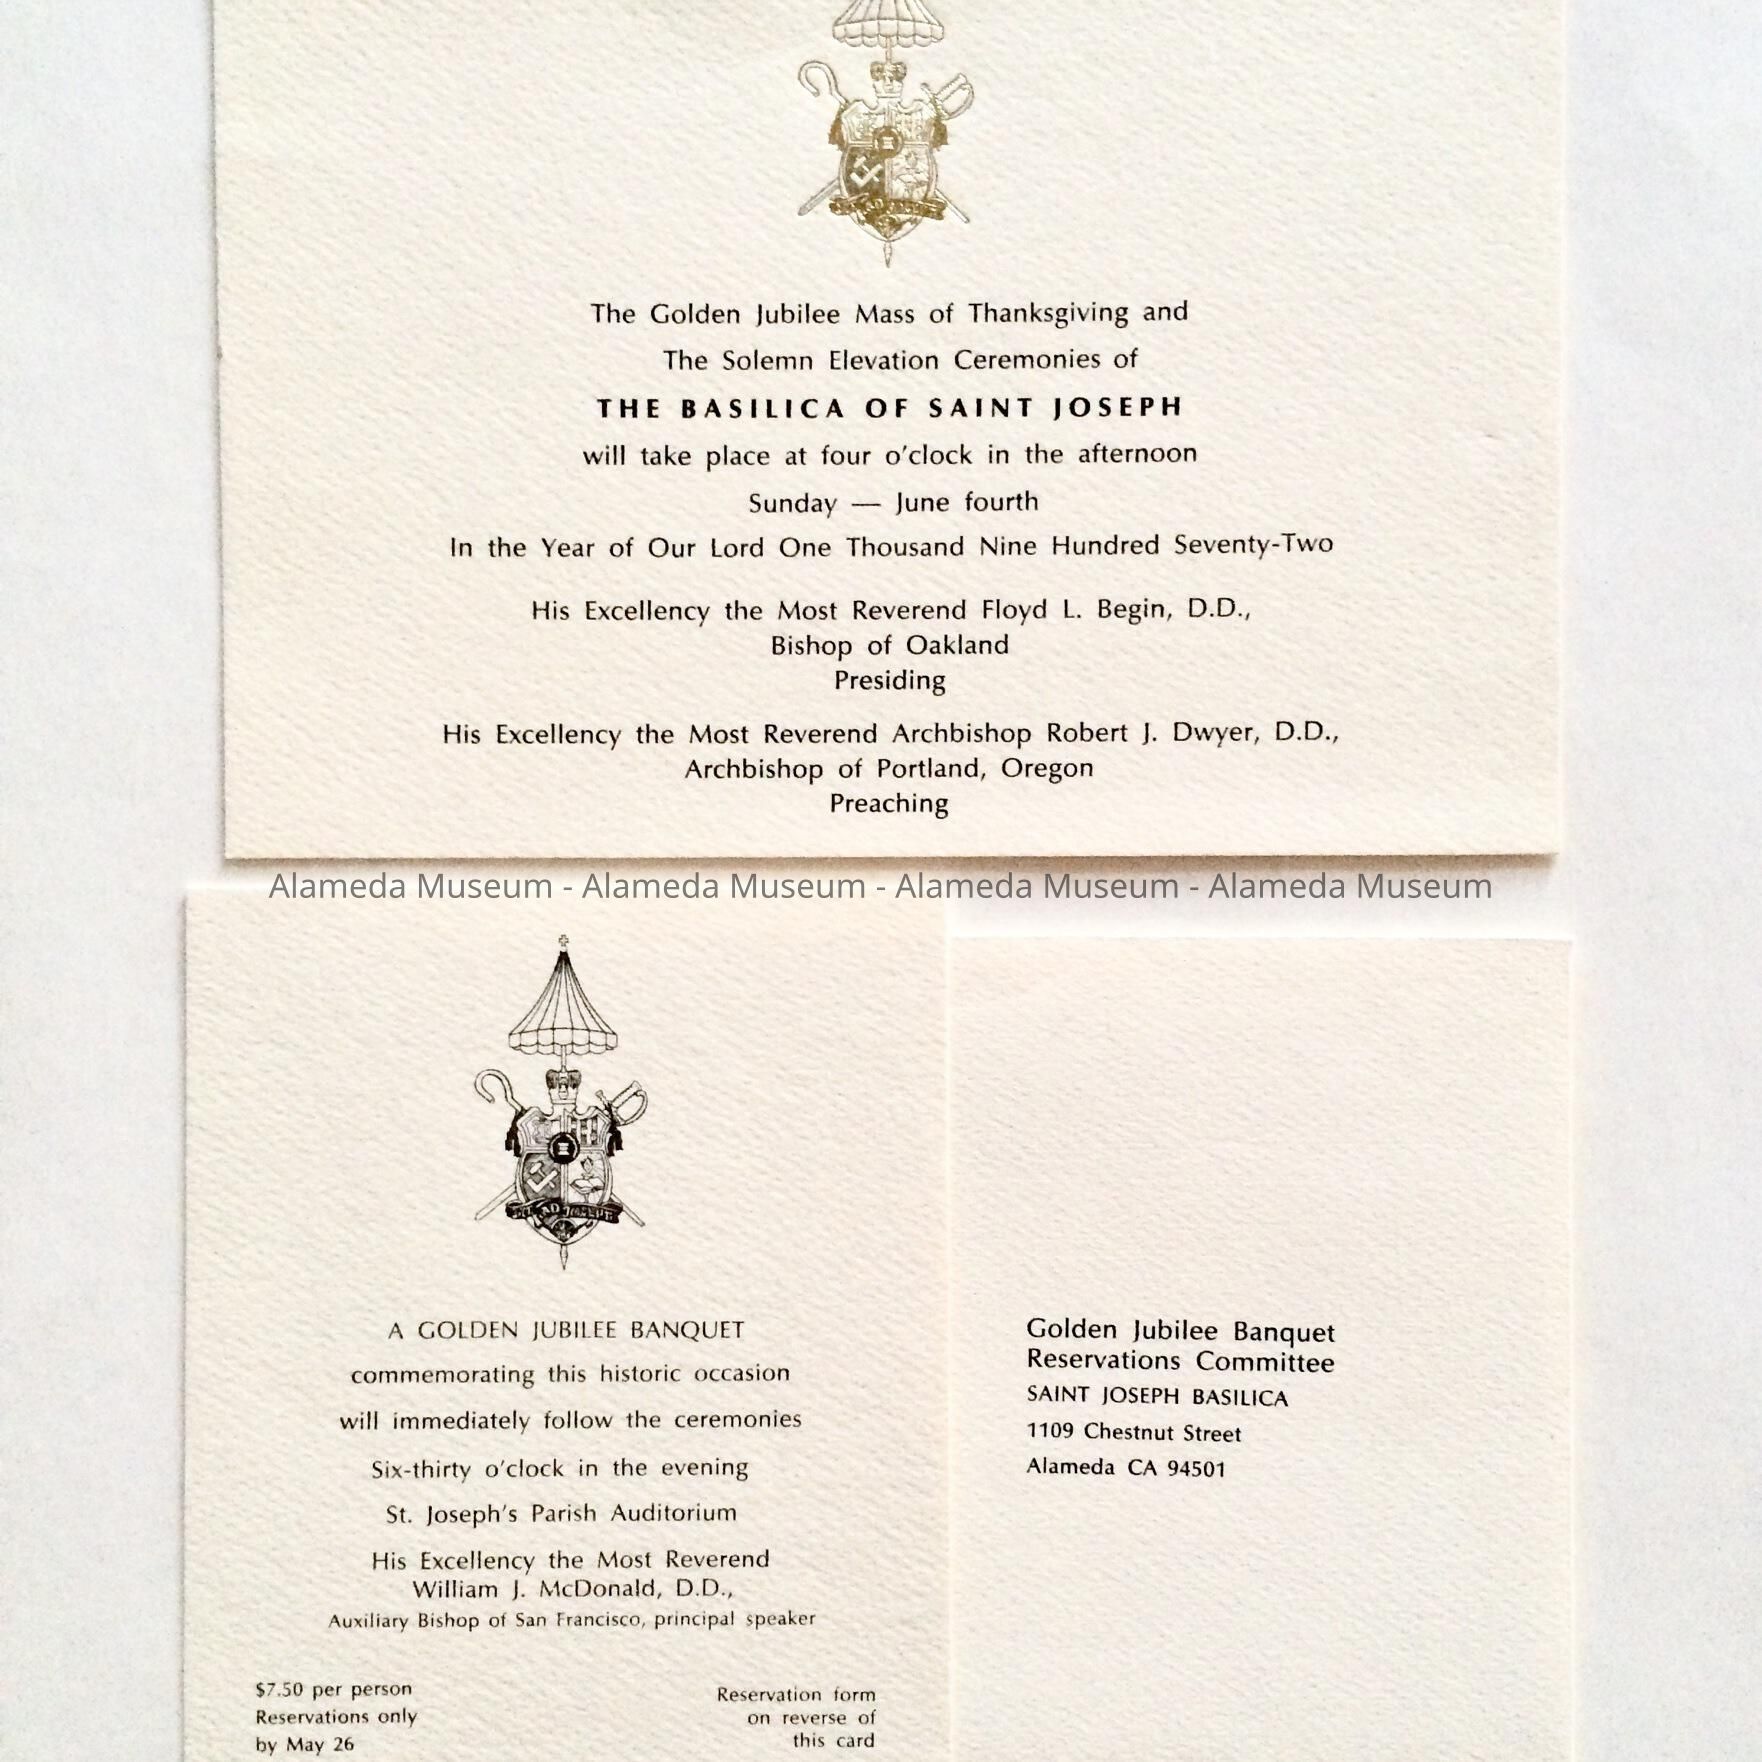 The Golden Jubilee Mass of Thanksgiving and
The Solemn Elevation Ceremonies of
THE BASILICA OF SAINT JOSEPH
will take place at four o'clock in the afternoon
Sunday — June fourth
In the Year of Our Lord One Thousand Nine Hundred Seventy-Two
His Excellency the Most Reverend Floyd L. Begin, D.D.,
Bishop of Oakland
Presiding
His Excellency the Most Reverend Archbishop Robert J. Dwyer, D.D.,
Archbishop of Portland, Oregon
Preaching
Alameda Museum - Alameda Museum - Alameda Museum - Alameda Museum
A GOLDEN JUBILEE BANQUET
commemorating this historic occasion
will immediately follow the ceremonies
Six-thirty o'clock in the evening
St. Joseph's Parish Auditorium
His Excellency the Most Reverend
William J. McDonald, D.D.,
Auxiliary Bishop of San Francisco, principal speaker
$7.50 per person
Reservations only
by May 26
Reservation form
on reverse of
this card
Golden Jubilee Banquet
Reservations Committee
SAINT JOSEPH BASILICA
1109 Chestnut Street
Alameda CA 94501